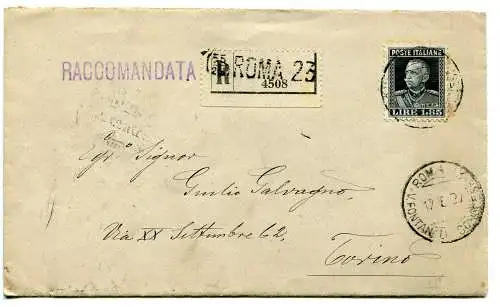 POSTE ITALIANE
RACCOMANDATA
R ROMA 23
4508
LIRE 1.85
Egr. Signor
Giulio Salvagno
Via XX Settembre 62,
Torino
ROMA
V. FONTANELLA